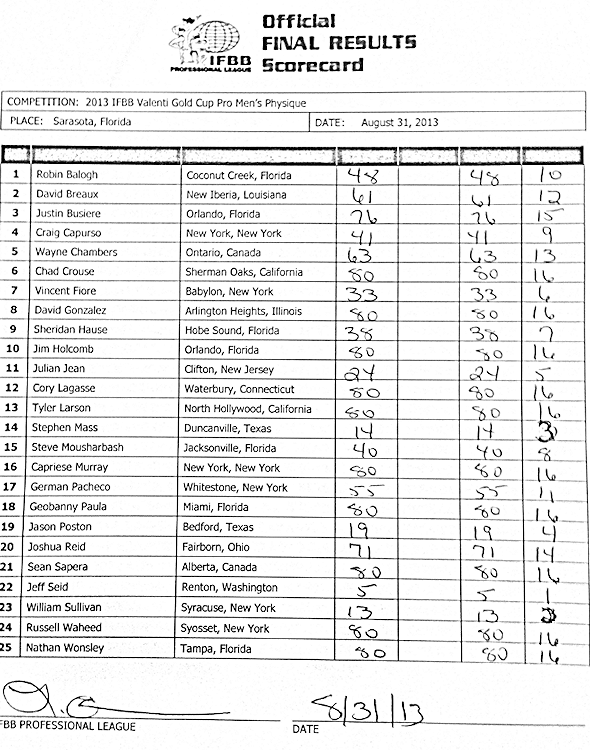 IFBB
PROFESSIONAL LEAGUE
Official
FINAL RESULTS
Scorecard
COMPETITION: 2013 IFBB Valenti Gold Cup Pro Men's Physique
PLACE: Sarasota, Florida DATE: August 31, 2013
1 Robin Balogh Coconut Creek, Florida 48 48 10
2 David Breaux New Iberia, Louisiana 61 61 12
3 Justin Busiere Orlando, Florida 76 76 15
4 Craig Capurso New York, New York 41 41 9
5 Wayne Chambers Ontario, Canada 63 63 13
6 Chad Crouse Sherman Oaks, California 80 80 16
7 Vincent Fiore Babylon, New York 33 33 6
8 David Gonzalez Arlington Heights, Illinois 80 80 16
9 Sheridan Hause Hobe Sound, Florida 38 38 7
10 Jim Holcomb Orlando, Florida 80 80 16
11 Julian Jean Clifton, New Jersey 24 24 5
12 Cory Lagasse Waterbury, Connecticut 80 80 16
13 Tyler Larson North Hollywood, California 80 80 16
14 Stephen Mass Duncanville, Texas 14 14 3
15 Steve Mousharbash Jacksonville, Florida 40 40 8
16 Capriese Murray New York, New York 80 80 16
17 German Pacheco Whitestone, New York 55 55 11
18 Geobanny Paula Miami, Florida 80 80 16
19 Jason Poston Bedford, Texas 19 19 4
20 Joshua Reid Fairborn, Ohio 71 71 14
21 Sean Sapera Alberta, Canada 80 80 16
22 Jeff Seid Renton, Washington 5 5 1
23 William Sullivan Syracuse, New York 13 13
24 Russell Waheed Syosset, New York 80 80 16
25 Nathan Wonsley Tampa, Florida 80 80 16
8/31/13
FBB PROFESSIONAL LEAGUE DATE